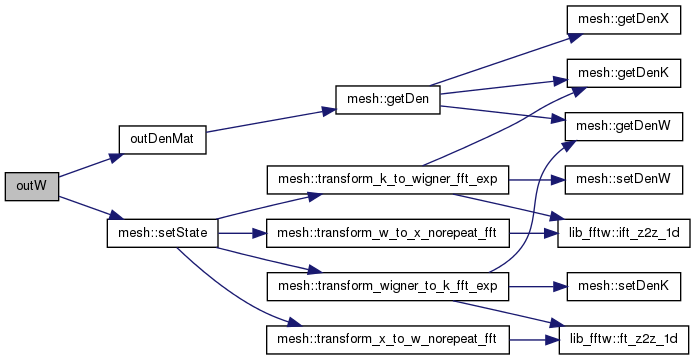 outW
outDenMat
mesh::setState
mesh::getDen
mesh::transform_k_to_wigner_fft_exp
mesh::transform_w_to_x_norepeat_fft
mesh::transform_wigner_to_k_fft_exp
mesh::transform_x_to_w_norepeat_fft
mesh::getDenX
mesh::getDenK
mesh::getDenW
mesh::setDenW
lib_fftw::ift_z2z_1d
mesh::setDenK
lib_fftw::ft_z2z_1d